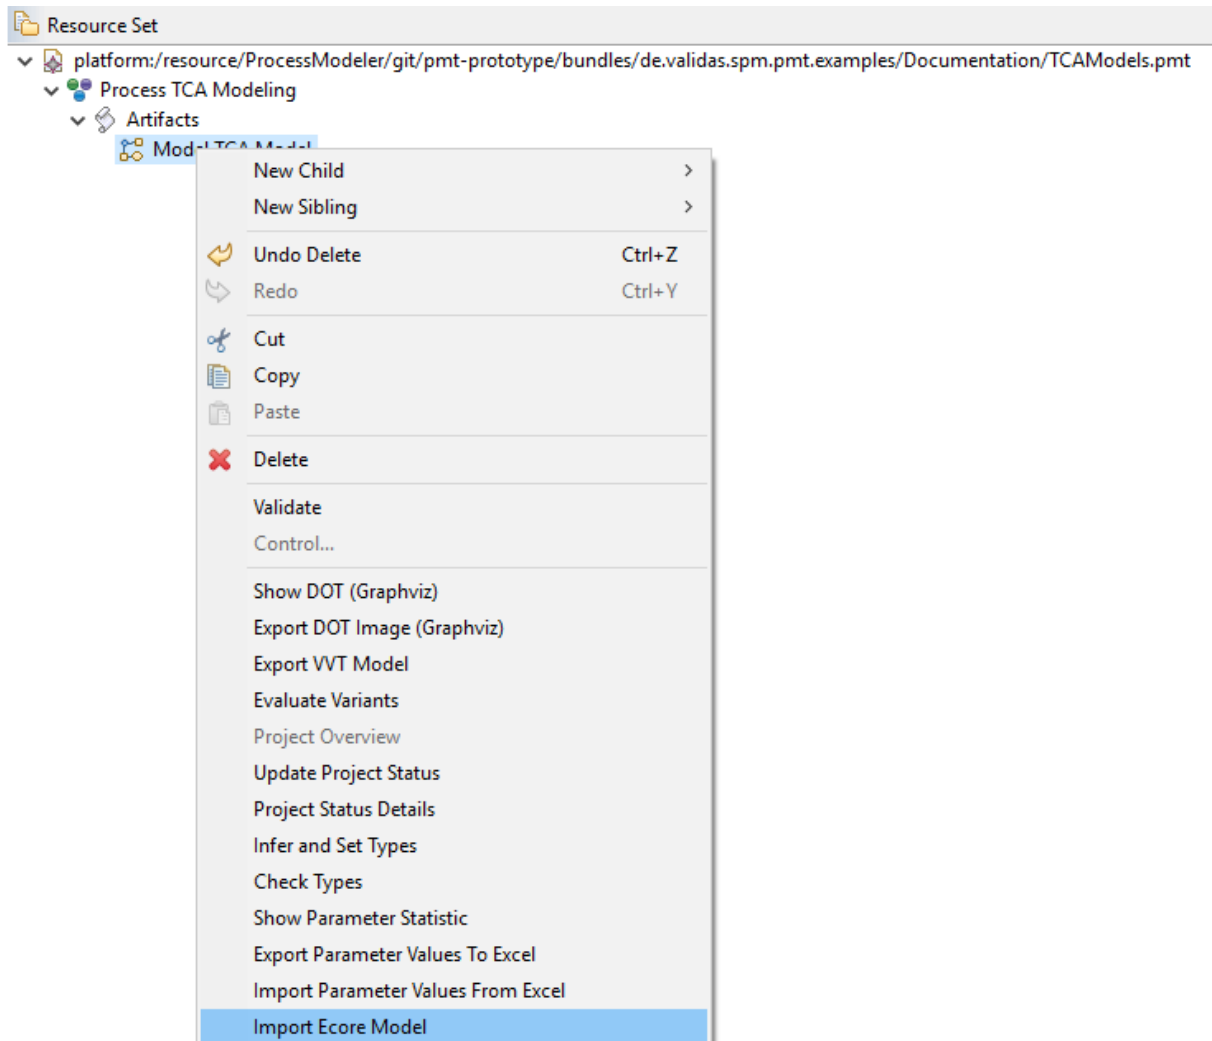 Resource Set
platform:/resource/ProcessModeler/git/pmt-prototype/bundles/de.validas.spm.pmt.examples/Documentation/TCAModels.pmt
Process TCA Modeling
Artifacts
Model TCA Model
New Child
New Sibling
Undo Delete Ctrl+Z
Redo Ctrl+Y
Cut
Copy
Paste
Delete
Validate
Control...
Show DOT (Graphviz)
Export DOT Image (Graphviz)
Export VVT Model
Evaluate Variants
Project Overview
Update Project Status
Project Status Details
Infer and Set Types
Check Types
Show Parameter Statistic
Export Parameter Values To Excel
Import Parameter Values From Excel
Import Ecore Model